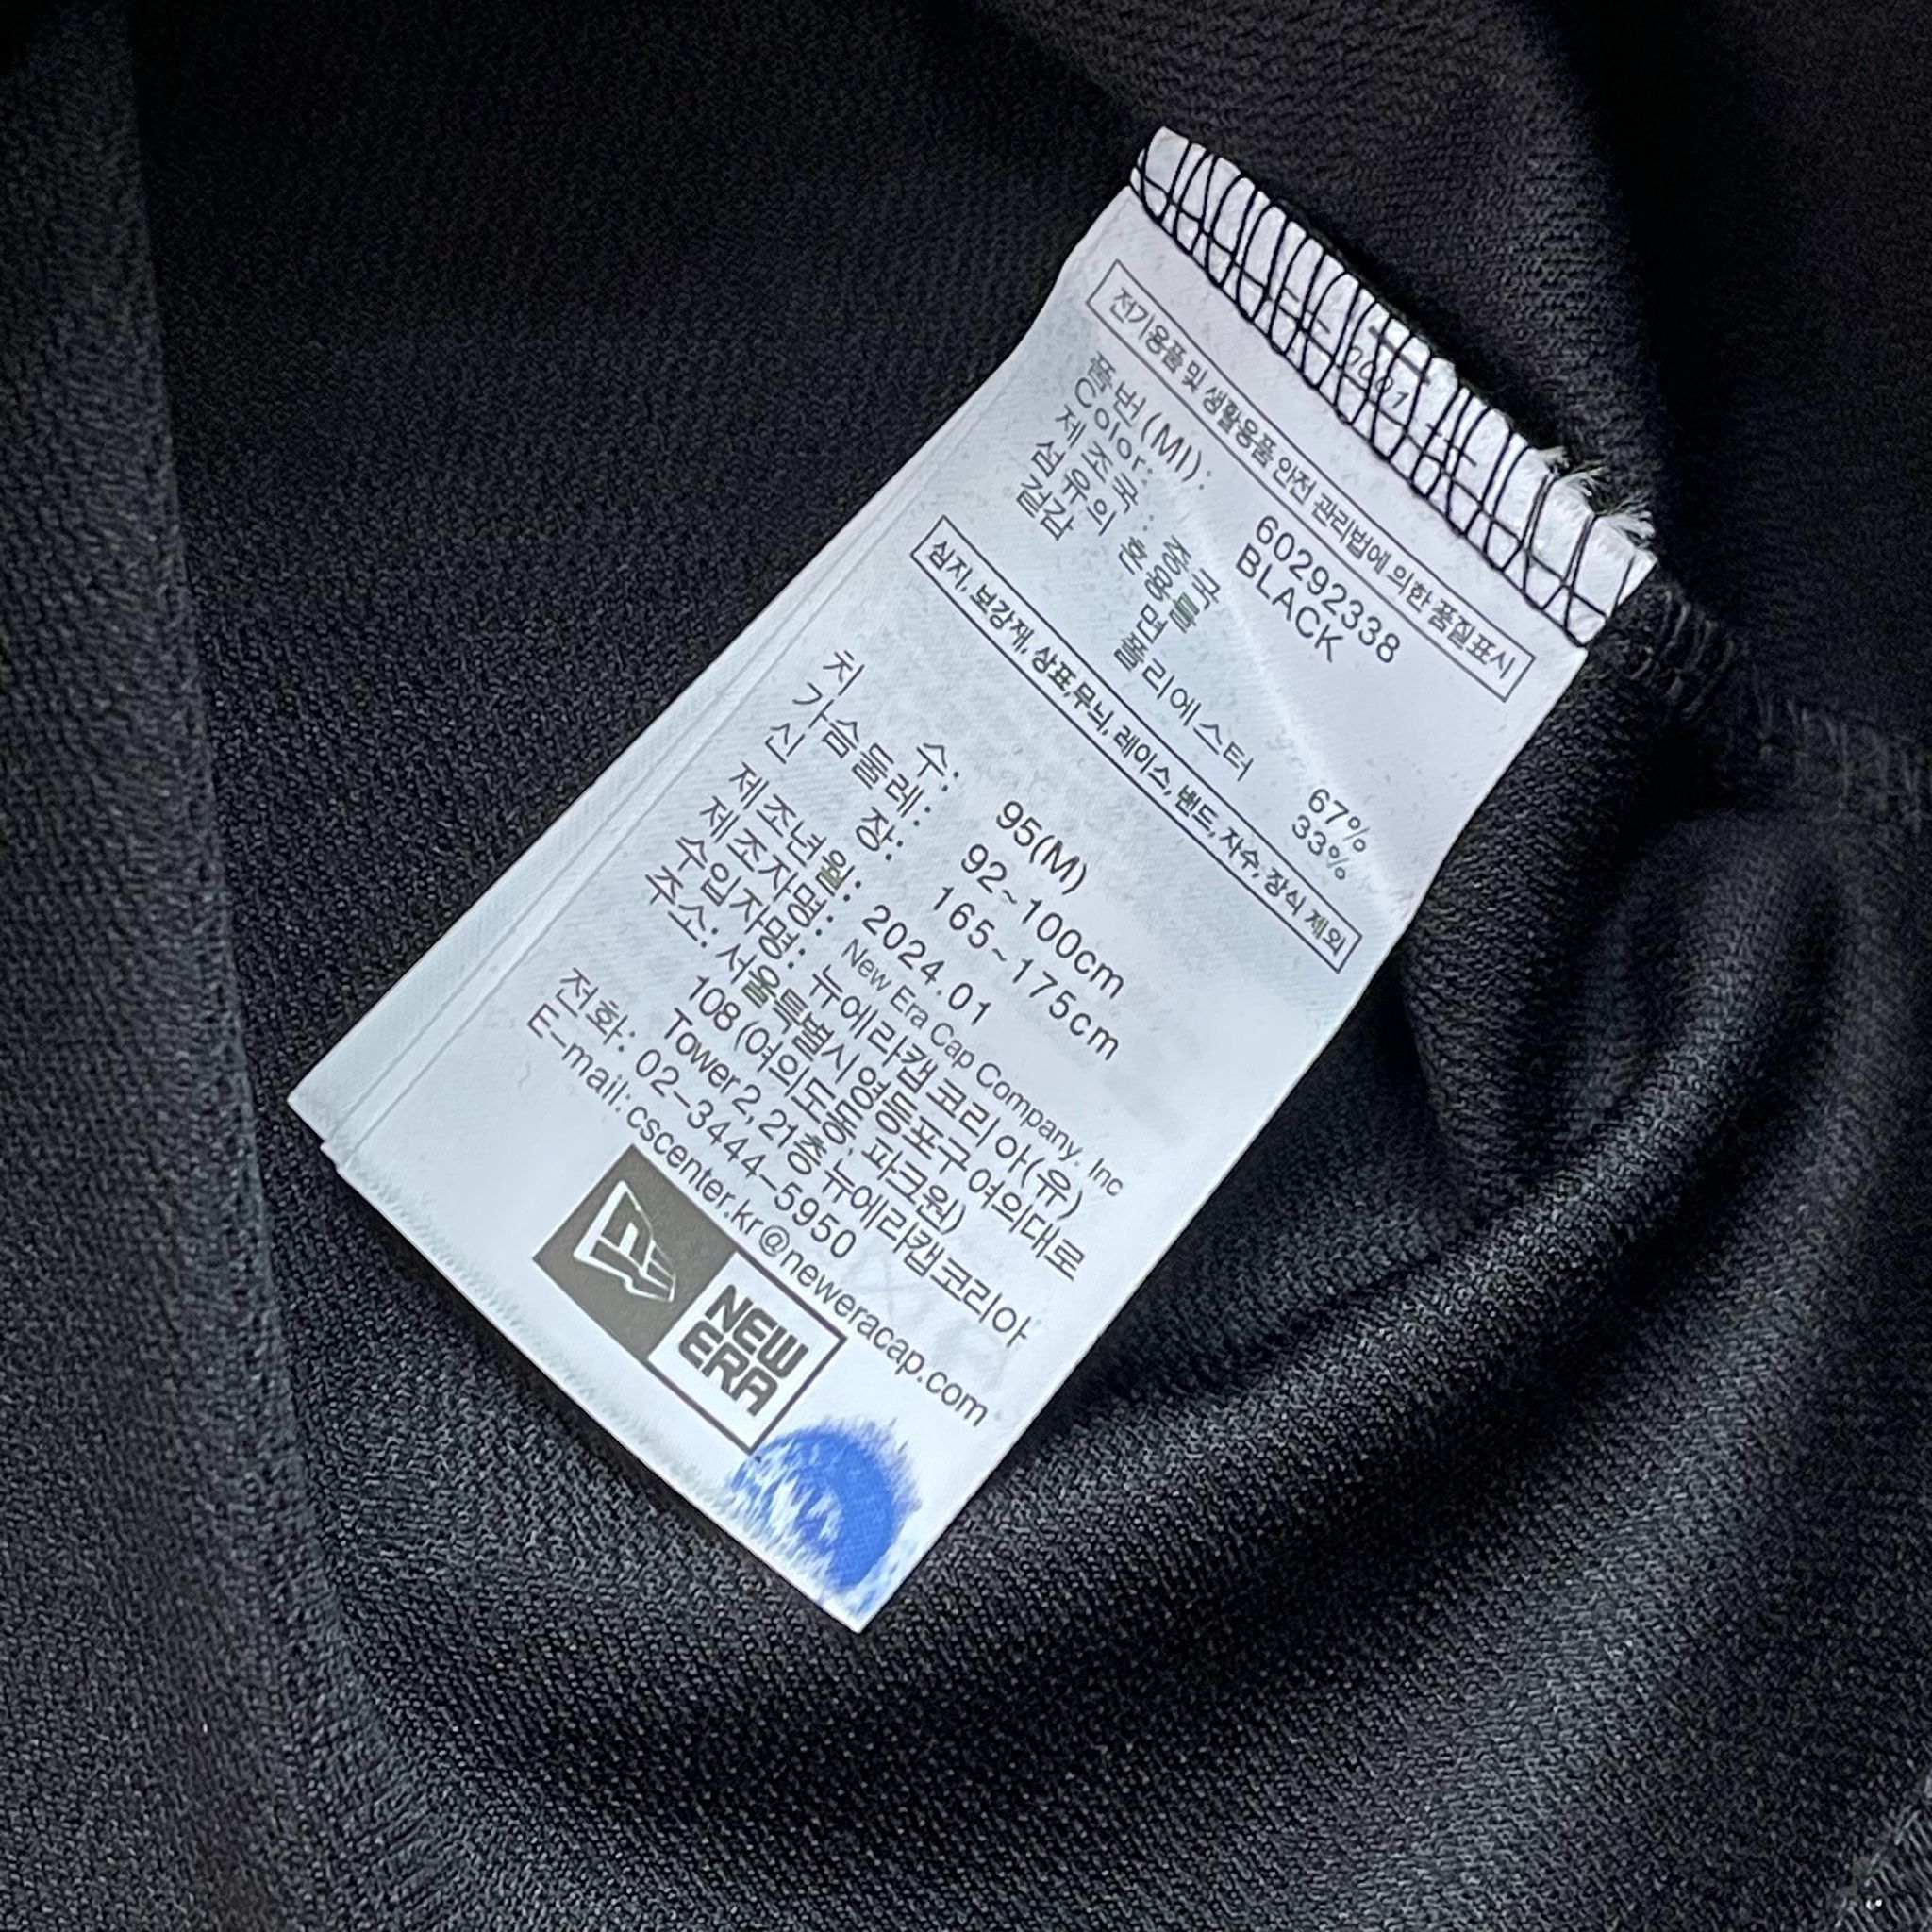 전기용품 및 생활용품 안전 관리법에 의한 품질표시
품번(MI): 60292338
Color: BLACK
제조국: 중국
섬유의 혼용률
겉감 면 67%
폴리에스터 33%
심지, 보강재, 상표,무늬, 레이스, 밴드, 자수, 장식 제외
치 수: 95(M)
가슴둘레: 92~100cm
신 장: 165~175cm
제조년월: 2024.01
제조자명: New Era Cap Company. Inc
수입자명: 뉴에라캡코리아(유)
주소: 서울특별시 영등포구 여의대로
108 (여의도동, 파크원)
Tower 2, 21층 뉴에라캡코리아
전화: 02-3444-5950
E-mail:cscenter.kr@neweracap.com
NEW
ERA